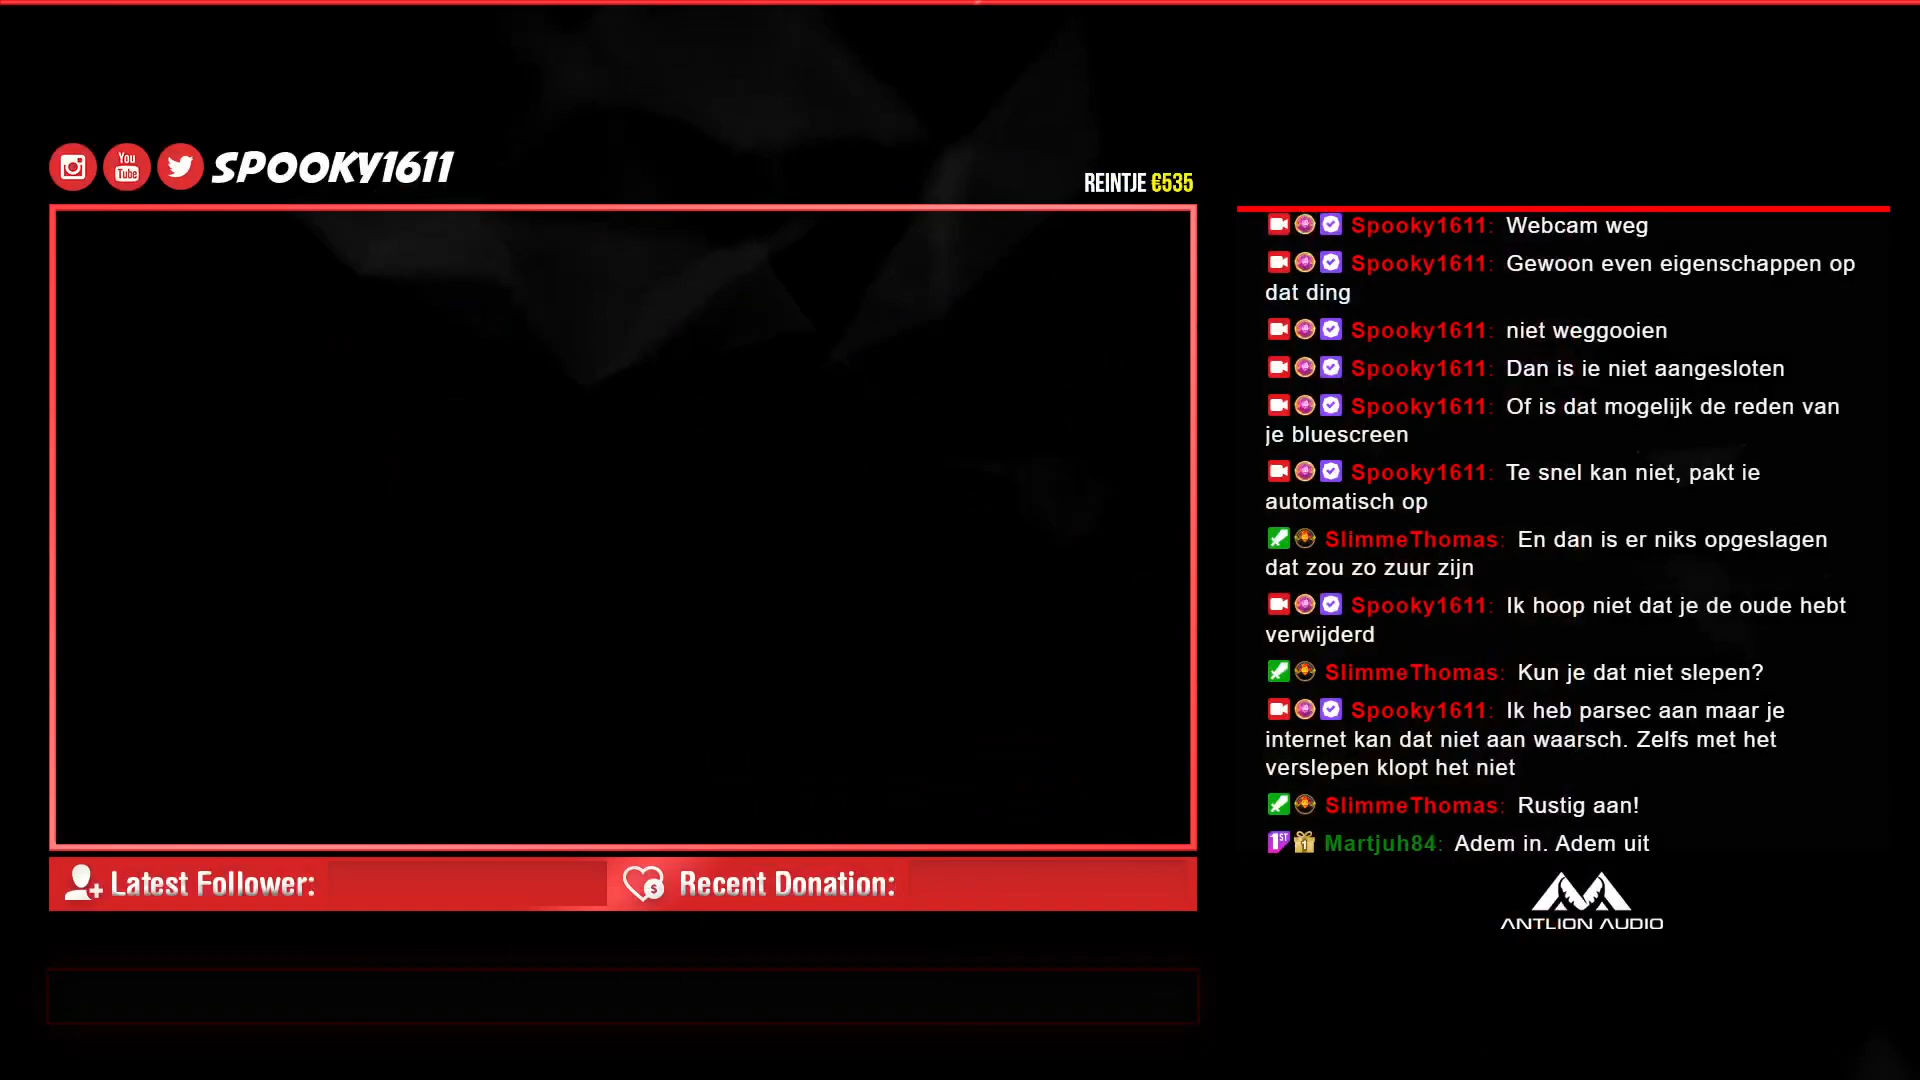 You
Tube
SPOOKY1611
REINTJE €535
Spooky1611: Webcam weg
Spooky1611: Gewoon even eigenschappen op
dat ding
Spooky1611: niet weggooien
Spooky1611: Dan is ie niet aangesloten
Spooky1611: Of is dat mogelijk de reden van
je bluescreen
Spooky1611: Te snel kan niet, pakt ie
automatisch op
SlimmeThomas: En dan is er niks opgeslagen
dat zou zo zuur zijn
Spooky1611: Ik hoop niet dat je de oude hebt
verwijderd
SlimmeThomas: Kun je dat niet slepen?
Spooky1611: Ik heb parsec aan maar je
internet kan dat niet aan waarsch. Zelfs met het
verslepen klopt het niet
SlimmeThomas: Rustig aan!
1ST 1 Martjuh84: Adem in. Adem uit
Latest Follower:
$ Recent Donation:
ANTLION AUDIO